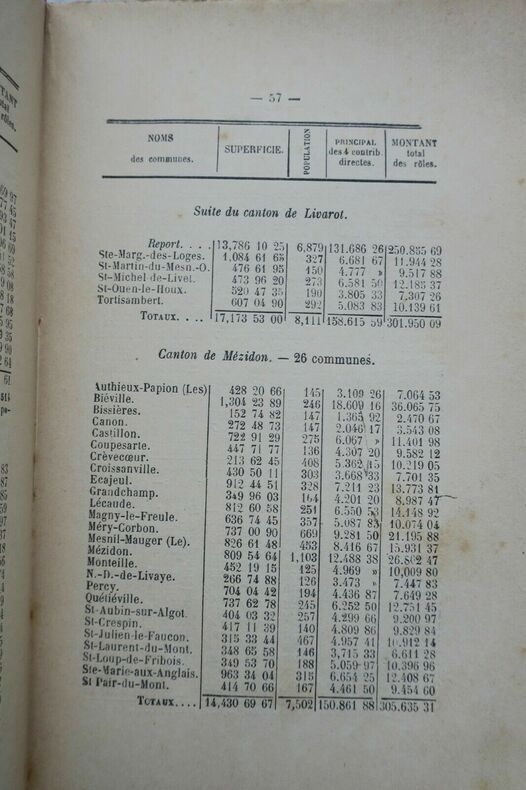 — 57 —
NOMS des communes. SUPERFICIE. POPULATION PRINCIPAL des 4 contrib. directes. MONTANT total des rôles.
Suite du canton de Livarot.
Report. . . . 13,786 10 25 6,879 131.686 26 250.855 69
Ste-Marg.-des-Loges. 1,084 61 65 327 6.681 67 11.944 28
St-Martin-du-Mesn.-O. 476 61 95 150 4.777 » 9.517 88
St-Michel-de-Livet. 473 96 20 273 6.581 50 12.185 37
St-Ouen-le-Houx. 520 47 35 190 3.805 33 7,307 26
Tortisambert. 607 04 90 292 5.083 83 10.139 61
TOTAUX. . . . 17,173 53 00 8,111 158.615 59 301.950 09
Canton de Mézidon. — 26 communes.
Authieux-Papion (Les) 428 20 66 145 3.109 26 7.064 53
Biéville. 1,304 23 89 246 18.609 16 36.065 75
Bissières. 152 74 82 147 1.363 92 2.470 67
Canon. 272 48 73 147 2.046 17 3.543 08
Castillon. 722 91 29 275 6.067 » 11.401 98
Coupesarte. 447 71 77 136 4.307 20 9.582 12
Crèvecœur. 213 62 45 408 5.362 15 10.219 05
Croissanville. 430 50 11 303 3.668 33 7.701 35
Ecajeul. 912 44 51 328 7.211 23 13.773 81
Grandchamp. 349 96 03 164 4.201 20 8.987 47
Lécaude. 812 60 58 251 6.550 53 14.148 92
Magny-le-Freule. 636 74 45 357 5.087 83 10.074 04
Méry-Corbon. 737 00 90 669 9.281 50 21.195 88
Mesnil-Mauger (Le). 826 61 48 453 8.416 67 15.931 37
Mézidon. 809 54 64 1,103 12.488 38 26.802 47
Monteille. 452 19 15 125 4.969 » 10,009 80
N.-D.-de-Livaye. 266 74 88 126 3.473 » 7.447 83
Percy. 704 04 42 194 4.436 87 7.649 28
Quétiéville. 737 62 78 245 6.252 50 12.751 45
St-Aubin-sur-Algot. 404 03 32 257 4.299 66 9.200 97
St-Crespin. 417 11 39 140 4.809 86 9.829 84
St-Julien-le-Faucon. 315 33 44 467 4.957 41 10.912 14
St-Laurent-du-Mont. 348 65 58 146 3,715 33 6.611 28
St-Loup-de-Fribois. 349 53 70 188 5.059 97 10.396 96
Ste-Marie-aux-Anglais. 963 34 04 315 6.654 25 12.408 67
St Pair-du-Mont. 414 70 66 167 4.461 50 9.454 60
TOTAUX. . . . 14,430 69 67 7,502 150.861 88 305.635 31